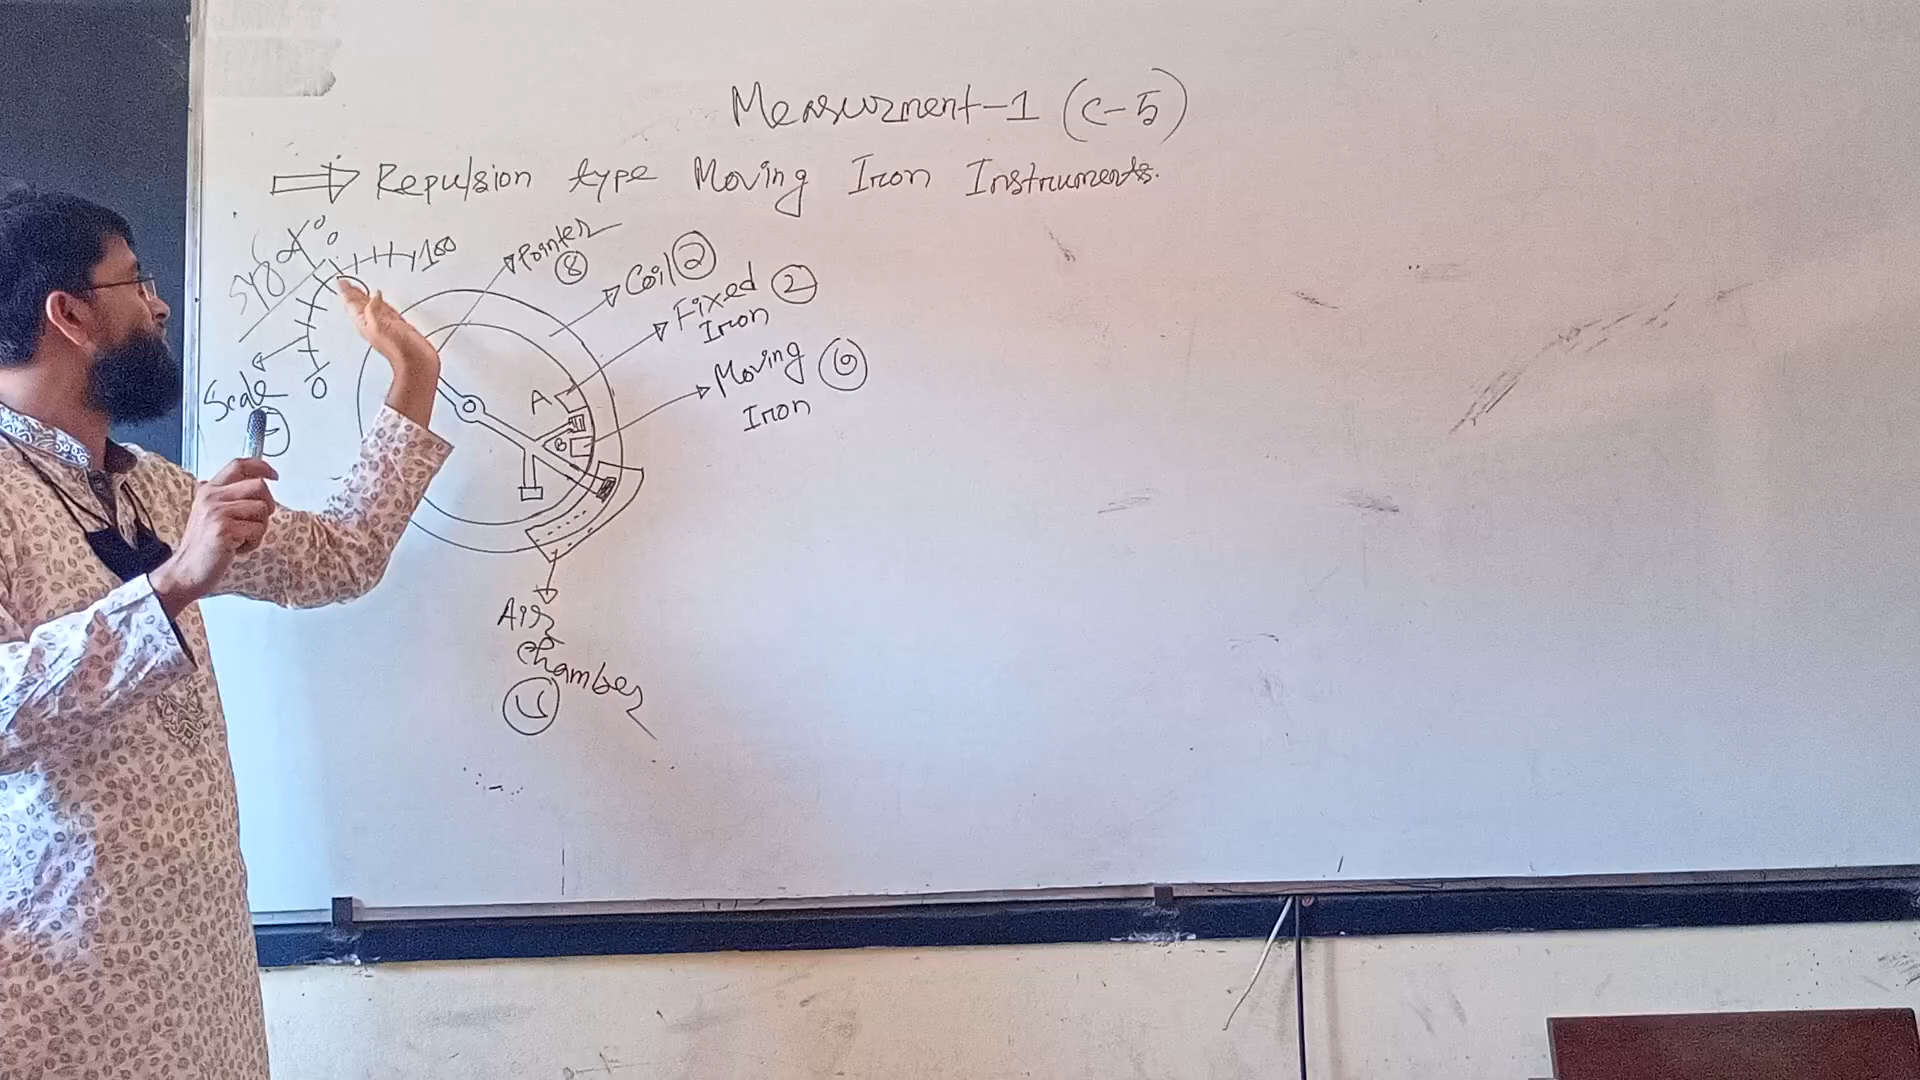 Measurment-1 (C-5)
⇒ Repulsion type Moving Iron Instruments.
100
Pointer
Coil
Fixed
Iron
Moving
Iron
Scale
0
A
B
Air
chamber